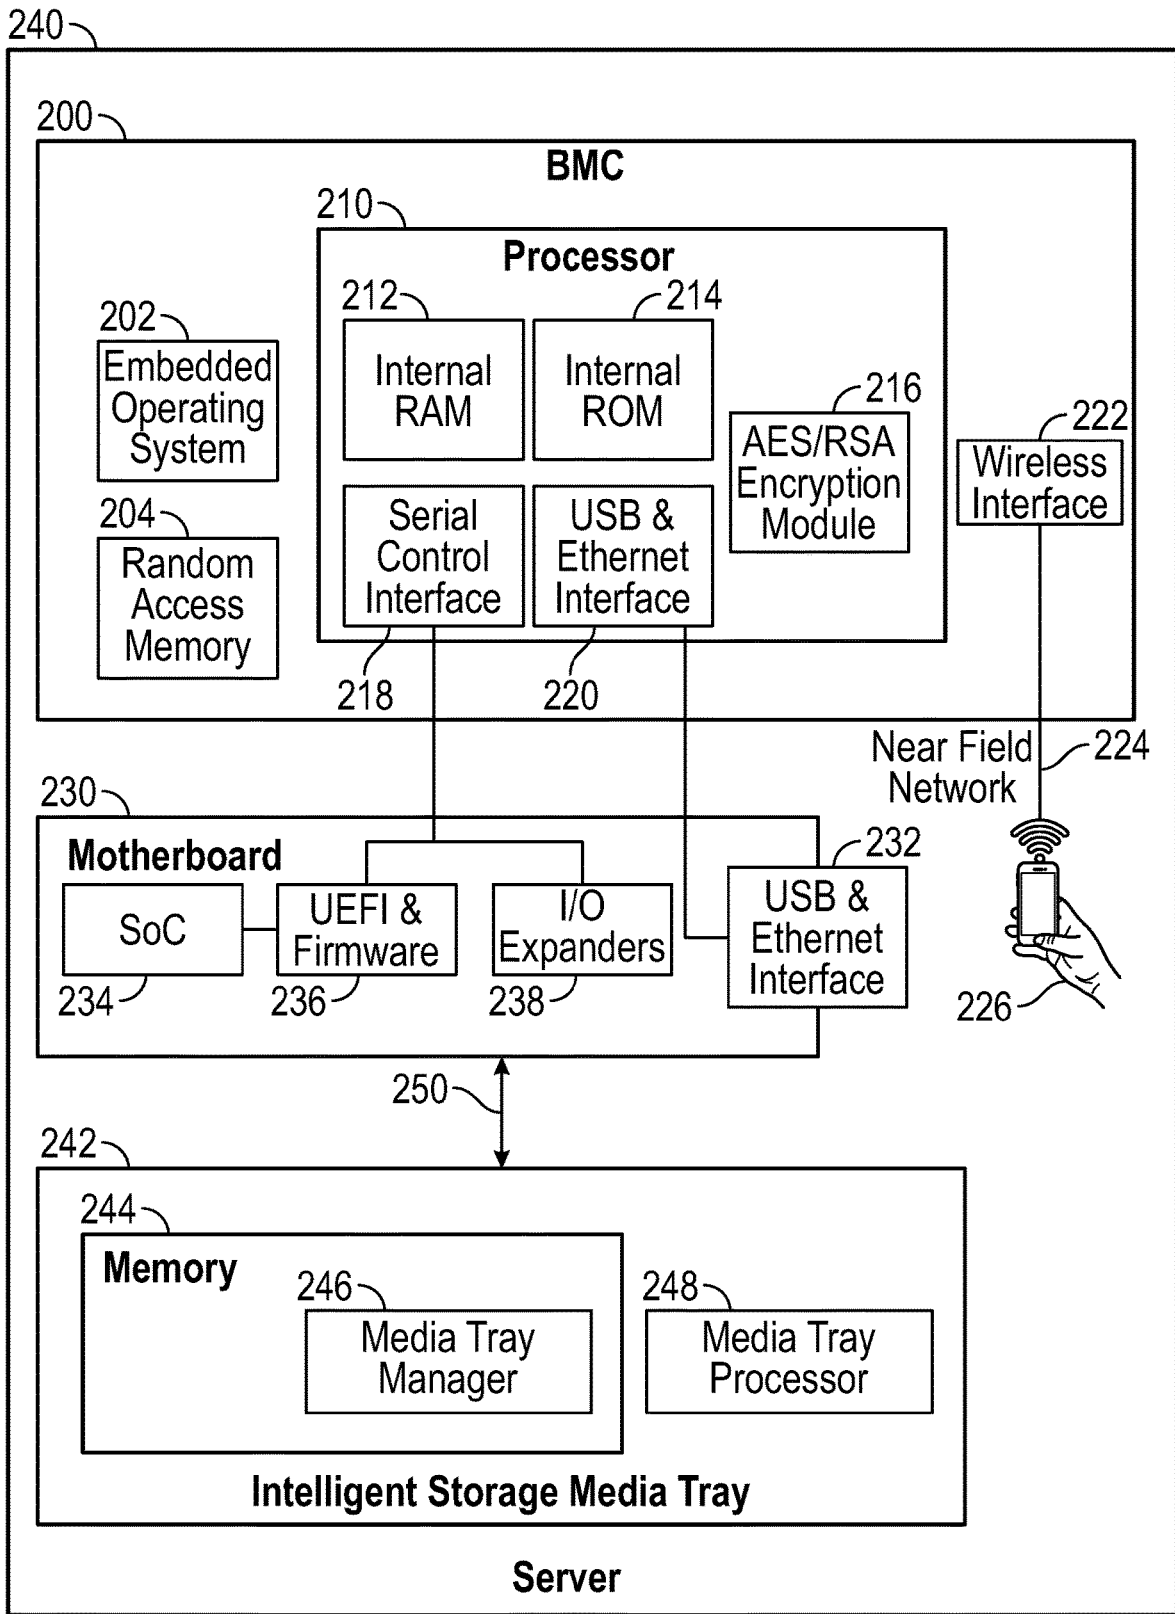 240
200
BMC
210
Processor
212
214
202
Internal
RAM
Internal
ROM
216
222
Embedded
Operating
System
AES/RSA
Encryption
Module
Wireless
Interface
204
Random
Access
Memory
Serial
Control
Interface
USB &
Ethernet
Interface
218
220
Near Field
Network
224
230
Motherboard
232
SoC
UEFI &
Firmware
I/O
Expanders
USB &
Ethernet
Interface
234
236
238
226
250
242
244
Memory
246
248
Media Tray
Manager
Media Tray
Processor
Intelligent Storage Media Tray
Server